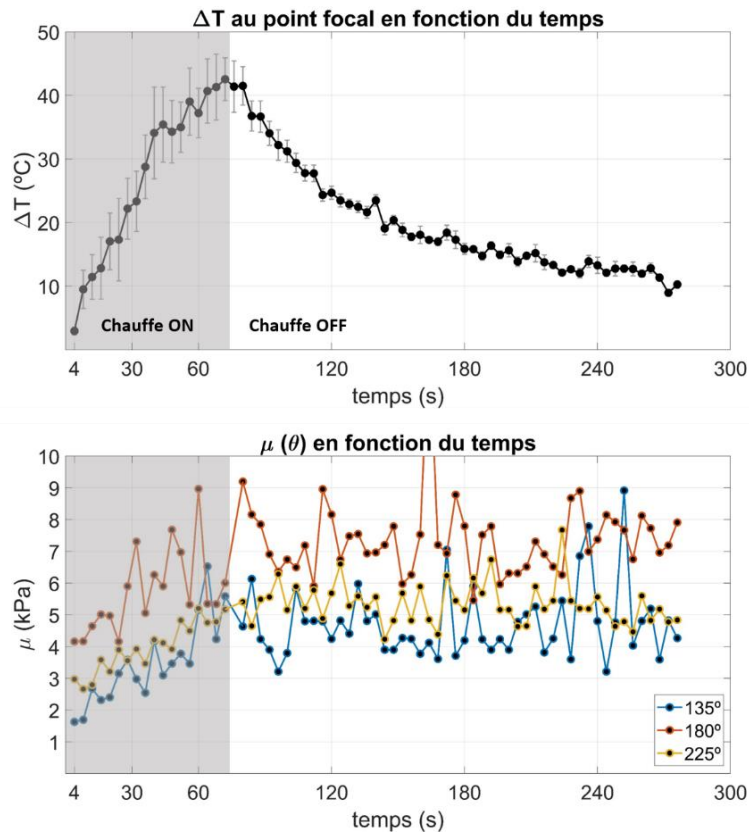 ΔT au point focal en fonction du temps
50
40
30
20
10
ΔT (ºC)
Chauffe ON
Chauffe OFF
4
30
60
120
180
240
300
temps (s)
μ (θ) en fonction du temps
10
9
8
7
6
5
4
3
2
1
μ (kPa)
135º
180º
225º
4
30
60
120
180
240
300
temps (s)